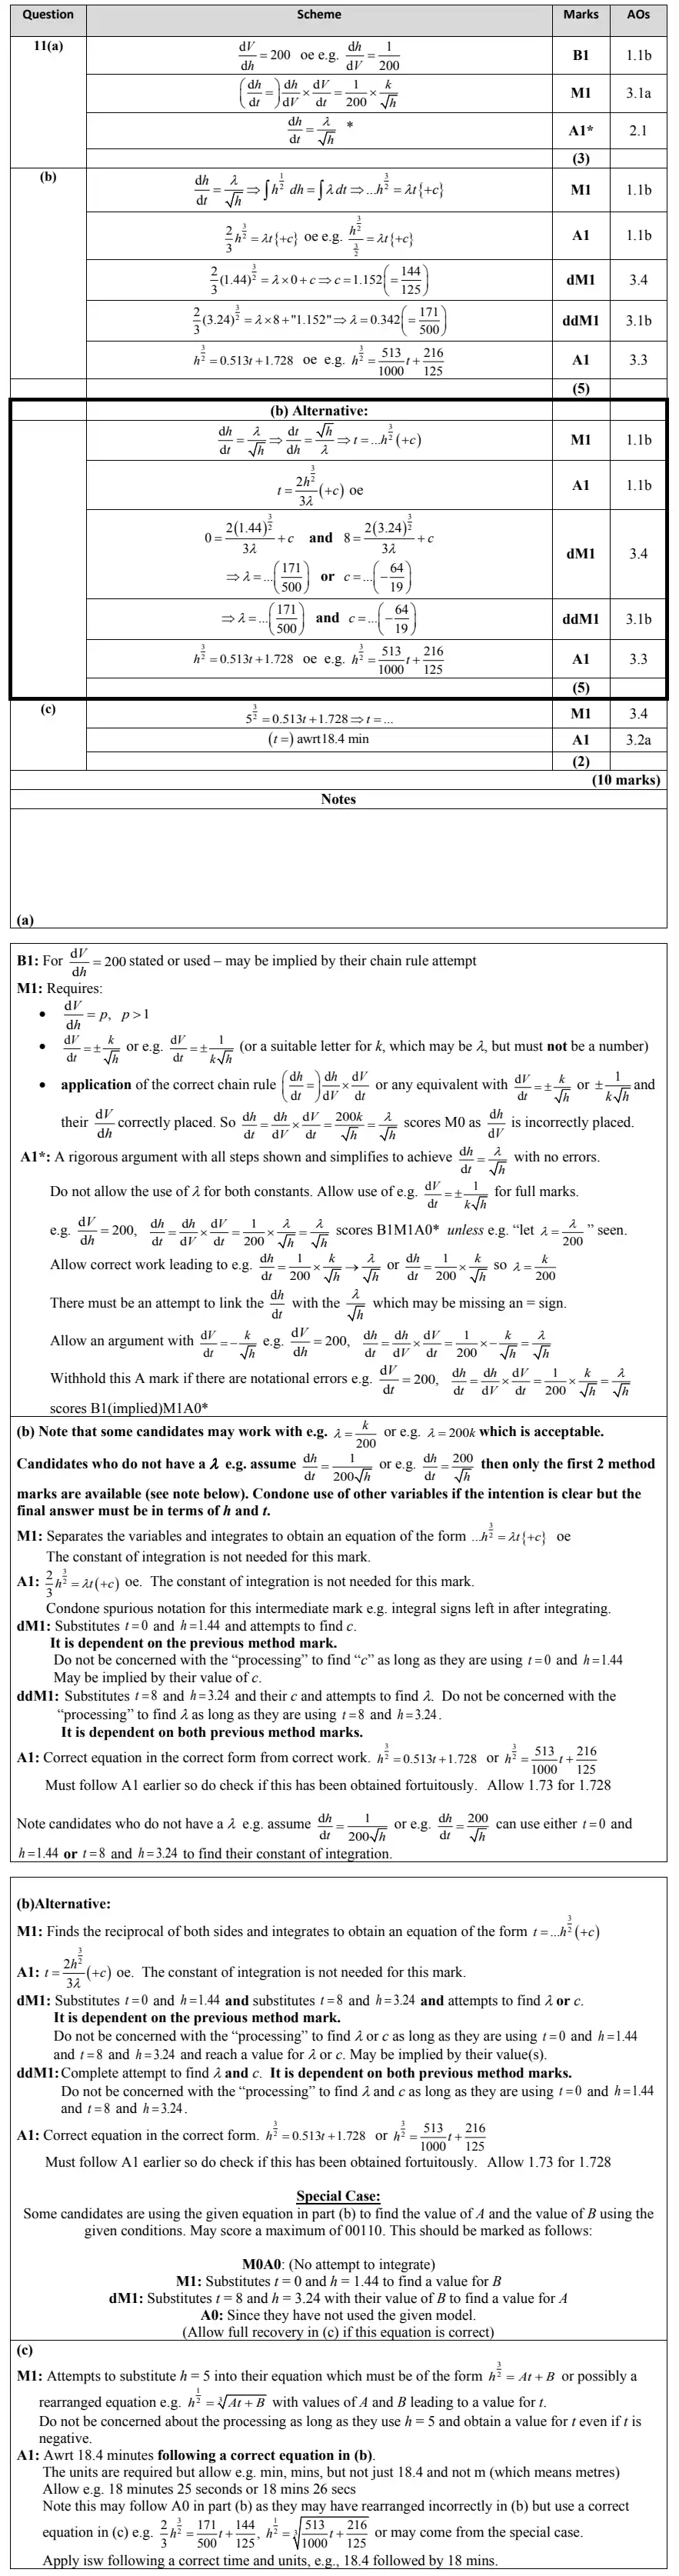 Question Scheme Marks AOs
11(a) dV/dh = 200 oe e.g. dh/dV = 1/200 B1 1.1b
(dh/dt =) dh/dV × dV/dt = 1/200 × k/√h M1 3.1a
dh/dt = λ/√h * A1* 2.1
(3)
(b) dh/dt = λ/√h ⇒ ∫h^(1/2) dh = ∫λ dt ⇒ ...h^(3/2) = λt{+c} M1 1.1b
2/3 h^(3/2) = λt{+c} oe e.g. h^(3/2)/(3/2) = λt{+c} A1 1.1b
2/3 (1.44)^(3/2) = λ×0+c ⇒ c = 1.152(= 144/125) dM1 3.4
2/3 (3.24)^(3/2) = λ×8+"1.152" ⇒ λ = 0.342(= 171/500) ddM1 3.1b
h^(3/2) = 0.513t+1.728 oe e.g. h^(3/2) = 513/1000 t + 216/125 A1 3.3
(5)
(b) Alternative:
dh/dt = λ/√h ⇒ dt/dh = √h/λ ⇒ t = ...h^(3/2) (+c) M1 1.1b
t = 2h^(3/2)/3λ (+c) oe A1 1.1b
0 = 2(1.44)^(3/2)/3λ + c and 8 = 2(3.24)^(3/2)/3λ + c
⇒ λ = ...(171/500) or c = ...(−64/19) dM1 3.4
⇒ λ = ...(171/500) and c = ...(−64/19) ddM1 3.1b
h^(3/2) = 0.513t+1.728 oe e.g. h^(3/2) = 513/1000 t + 216/125 A1 3.3
(5)
(c) 5^(3/2) = 0.513t+1.728 ⇒ t = ... M1 3.4
(t =) awrt18.4 min A1 3.2a
(2)
(10 marks)
Notes
(a)
B1: For dV/dh = 200 stated or used – may be implied by their chain rule attempt
M1: Requires:
• dV/dh = p, p > 1
• dV/dt = ± k/√h or e.g. dV/dt = ± 1/k√h (or a suitable letter for k, which may be λ, but must not be a number)
• application of the correct chain rule (dh/dt =) dh/dV × dV/dt or any equivalent with dV/dt = ± k/√h or ± 1/k√h and
their dV/dh correctly placed. So dh/dt = dh/dV × dV/dt = 200k/√h = λ/√h scores M0 as dh/dV is incorrectly placed.
A1*: A rigorous argument with all steps shown and simplifies to achieve dh/dt = λ/√h with no errors.
Do not allow the use of λ for both constants. Allow use of e.g. dV/dt = ± 1/k√h for full marks.
e.g. dV/dh = 200, dh/dt = dh/dV × dV/dt = 1/200 × λ/√h = λ/√h scores B1M1A0* unless e.g. “let λ = λ/200 ” seen.
Allow correct work leading to e.g. dh/dt = 1/200 × k/√h → λ/√h or dh/dt = 1/200 × k/√h so λ = k/200
There must be an attempt to link the dh/dt with the λ/√h which may be missing an = sign.
Allow an argument with dV/dt = − k/√h e.g. dV/dh = 200, dh/dt = dh/dV × dV/dt = 1/200 × − k/√h = λ/√h
Withhold this A mark if there are notational errors e.g. dV/dt = 200, dh/dt = dh/dV × dV/dt = 1/200 × k/√h = λ/√h
scores B1(implied)M1A0*
(b) Note that some candidates may work with e.g. λ = k/200 or e.g. λ = 200k which is acceptable.
Candidates who do not have a λ e.g. assume dh/dt = 1/200√h or e.g. dh/dt = 200/√h then only the first 2 method
marks are available (see note below). Condone use of other variables if the intention is clear but the
final answer must be in terms of h and t.
M1: Separates the variables and integrates to obtain an equation of the form ...h^(3/2) = λt{+c} oe
The constant of integration is not needed for this mark.
A1: 2/3 h^(3/2) = λt(+c) oe. The constant of integration is not needed for this mark.
Condone spurious notation for this intermediate mark e.g. integral signs left in after integrating.
dM1: Substitutes t = 0 and h = 1.44 and attempts to find c.
It is dependent on the previous method mark.
Do not be concerned with the “processing” to find “c” as long as they are using t = 0 and h = 1.44
May be implied by their value of c.
ddM1: Substitutes t = 8 and h = 3.24 and their c and attempts to find λ. Do not be concerned with the
“processing” to find λ as long as they are using t = 8 and h = 3.24.
It is dependent on both previous method marks.
A1: Correct equation in the correct form from correct work. h^(3/2) = 0.513t+1.728 or h^(3/2) = 513/1000 t + 216/125
Must follow A1 earlier so do check if this has been obtained fortuitously. Allow 1.73 for 1.728
Note candidates who do not have a λ e.g. assume dh/dt = 1/200√h or e.g. dh/dt = 200/√h can use either t = 0 and
h = 1.44 or t = 8 and h = 3.24 to find their constant of integration.
(b)Alternative:
M1: Finds the reciprocal of both sides and integrates to obtain an equation of the form t = ...h^(3/2) (+c)
A1: t = 2h^(3/2)/3λ (+c) oe. The constant of integration is not needed for this mark.
dM1: Substitutes t = 0 and h = 1.44 and substitutes t = 8 and h = 3.24 and attempts to find λ or c.
It is dependent on the previous method mark.
Do not be concerned with the “processing” to find λ or c as long as they are using t = 0 and h = 1.44
and t = 8 and h = 3.24 and reach a value for λ or c. May be implied by their value(s).
ddM1: Complete attempt to find λ and c. It is dependent on both previous method marks.
Do not be concerned with the “processing” to find λ and c as long as they are using t = 0 and h = 1.44
and t = 8 and h = 3.24.
A1: Correct equation in the correct form. h^(3/2) = 0.513t+1.728 or h^(3/2) = 513/1000 t + 216/125
Must follow A1 earlier so do check if this has been obtained fortuitously. Allow 1.73 for 1.728
Special Case:
Some candidates are using the given equation in part (b) to find the value of A and the value of B using the
given conditions. May score a maximum of 00110. This should be marked as follows:
M0A0: (No attempt to integrate)
M1: Substitutes t = 0 and h = 1.44 to find a value for B
dM1: Substitutes t = 8 and h = 3.24 with their value of B to find a value for A
A0: Since they have not used the given model.
(Allow full recovery in (c) if this equation is correct)
(c)
M1: Attempts to substitute h = 5 into their equation which must be of the form h^(3/2) = At + B or possibly a
rearranged equation e.g. h^(1/2) = ∛(At + B) with values of A and B leading to a value for t.
Do not be concerned about the processing as long as they use h = 5 and obtain a value for t even if t is
negative.
A1: Awrt 18.4 minutes following a correct equation in (b).
The units are required but allow e.g. min, mins, but not just 18.4 and not m (which means metres)
Allow e.g. 18 minutes 25 seconds or 18 mins 26 secs
Note this may follow A0 in part (b) as they may have rearranged incorrectly in (b) but use a correct
equation in (c) e.g. 2/3 h^(3/2) = 171/500 t + 144/125, h^(1/2) = ∛(513/1000 t + 216/125) or may come from the special case.
Apply isw following a correct time and units, e.g., 18.4 followed by 18 mins.